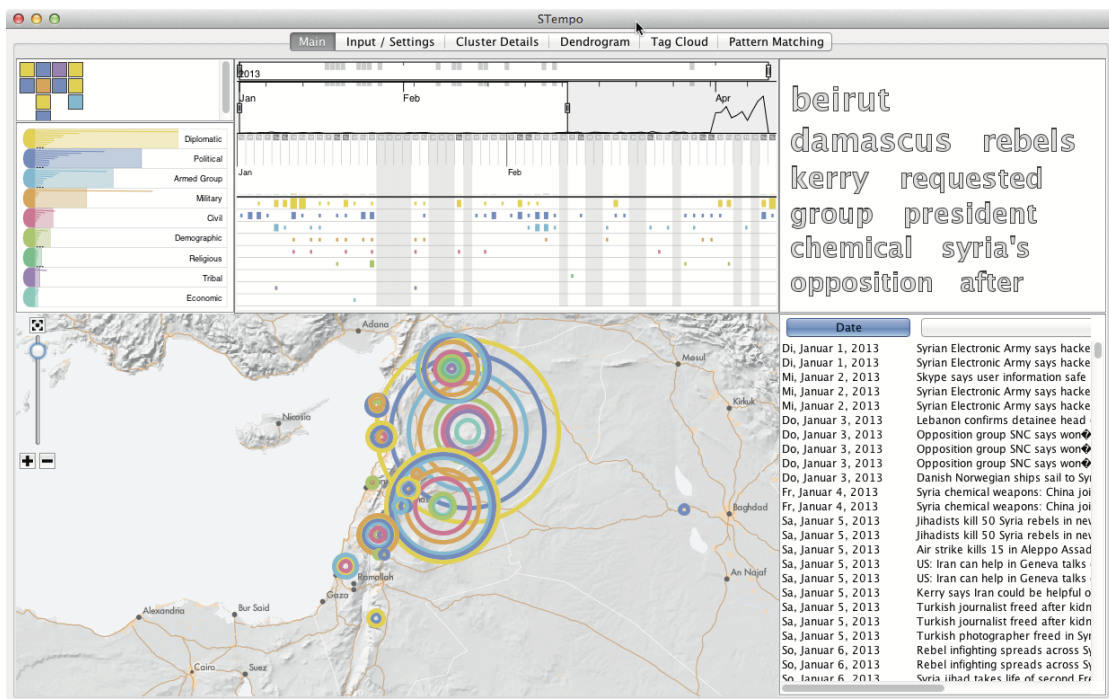 STempo
Main Input / Settings Cluster Details Dendrogram Tag Cloud Pattern Matching
Diplomatic
Political
Armed Group
Military
Civil
Demographic
Religious
Tribal
Economic
2013
Jan Feb Apr
Jan Feb
beirut
damascus rebels
kerry requested
group president
chemical syria's
opposition after
Adana
Mosul
Kirkuk
Nicosia
Baghdad
An Najaf
Ramallah
Gaza
Bur Said
Alexandria
Cairo
Suez
Date
Di, Januar 1, 2013 Syrian Electronic Army says hacke
Di, Januar 1, 2013 Syrian Electronic Army says hacke
Mi, Januar 2, 2013 Skype says user information safe
Mi, Januar 2, 2013 Syrian Electronic Army says hacke
Mi, Januar 2, 2013 Syrian Electronic Army says hacke
Do, Januar 3, 2013 Lebanon confirms detainee head
Do, Januar 3, 2013 Opposition group SNC says won�
Do, Januar 3, 2013 Opposition group SNC says won�
Do, Januar 3, 2013 Opposition group SNC says won�
Do, Januar 3, 2013 Danish Norwegian ships sail to Sy
Fr, Januar 4, 2013 Syria chemical weapons: China joi
Fr, Januar 4, 2013 Syria chemical weapons: China joi
Sa, Januar 5, 2013 Jihadists kill 50 Syria rebels in nev
Sa, Januar 5, 2013 Jihadists kill 50 Syria rebels in nev
Sa, Januar 5, 2013 Air strike kills 15 in Aleppo Assad
Sa, Januar 5, 2013 US: Iran can help in Geneva talks
Sa, Januar 5, 2013 US: Iran can help in Geneva talks
Sa, Januar 5, 2013 Kerry says Iran could be helpful o
Sa, Januar 5, 2013 Turkish journalist freed after kidn
Sa, Januar 5, 2013 Turkish journalist freed after kidn
Sa, Januar 5, 2013 Turkish photographer freed in Syr
So, Januar 6, 2013 Rebel infighting spreads across Sy
So, Januar 6, 2013 Rebel infighting spreads across Sy
So, Januar 6, 2013 Syria jihad takes life of second Fre